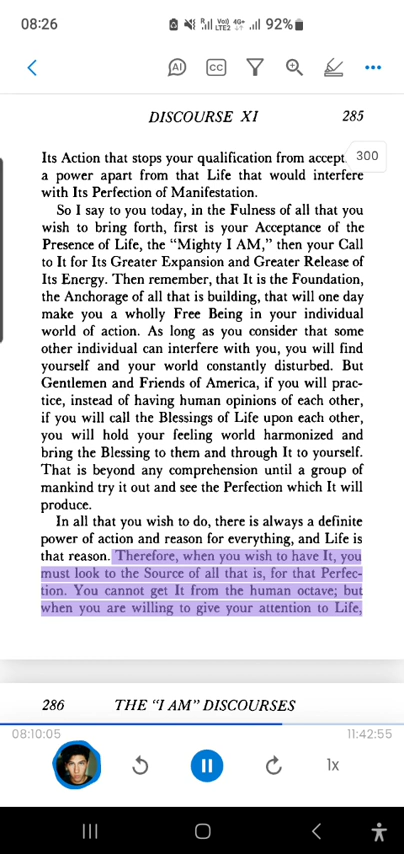 08:26
92%
AI
CC
DISCOURSE XI 285
300
Its Action that stops your qualification from accept
a power apart from that Life that would interfere
with Its Perfection of Manifestation.
So I say to you today, in the Fulness of all that you
wish to bring forth, first is your Acceptance of the
Presence of Life, the “Mighty I AM,” then your Call
to It for Its Greater Expansion and Greater Release of
Its Energy. Then remember, that It is the Foundation,
the Anchorage of all that is building, that will one day
make you a wholly Free Being in your individual
world of action. As long as you consider that some
other individual can interfere with you, you will find
yourself and your world constantly disturbed. But
Gentlemen and Friends of America, if you will prac-
tice, instead of having human opinions of each other,
if you will call the Blessings of Life upon each other,
you will hold your feeling world harmonized and
bring the Blessing to them and through It to yourself.
That is beyond any comprehension until a group of
mankind try it out and see the Perfection which It will
produce.
In all that you wish to do, there is always a definite
power of action and reason for everything, and Life is
that reason. Therefore, when you wish to have It, you
must look to the Source of all that is, for that Perfec-
tion. You cannot get It from the human octave; but
when you are willing to give your attention to Life,
286 THE “I AM” DISCOURSES
08:10:05 11:42:55
1x